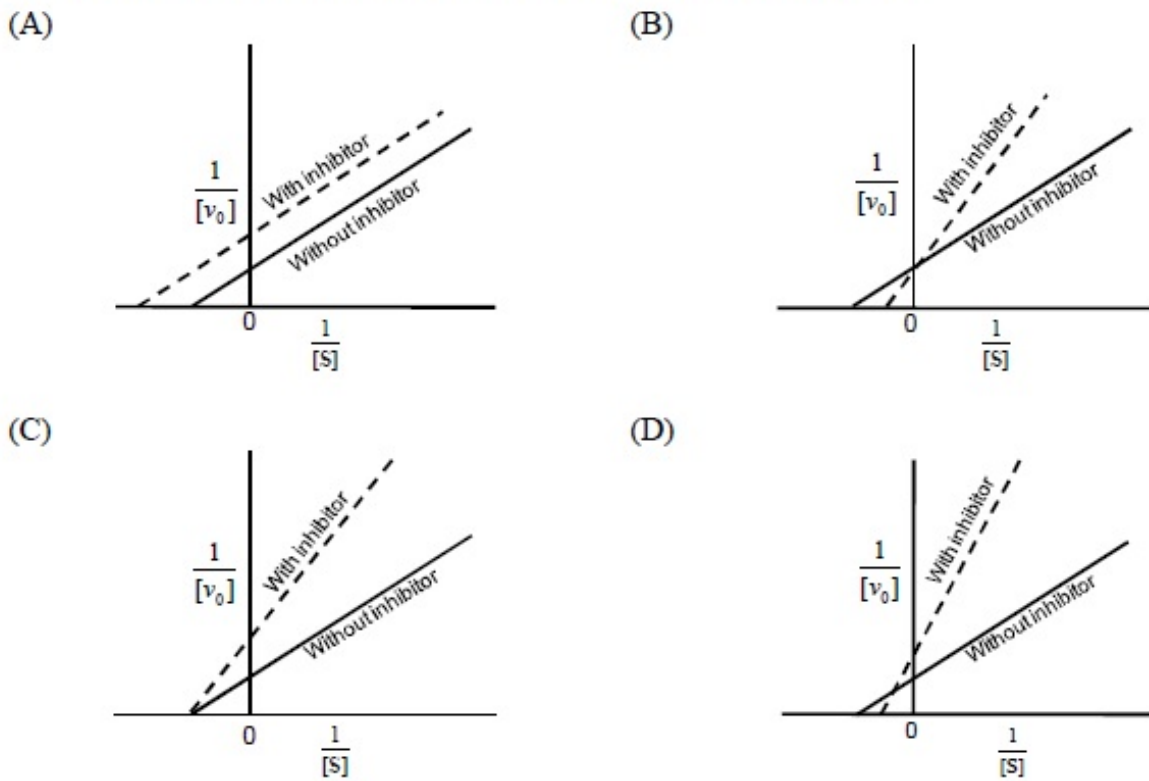 (A)
(B)
1
[v₀]
With inhibitor
Without inhibitor
0
1
[S]
1
[v₀]
With inhibitor
Without inhibitor
0
1
[S]
(C)
(D)
1
[v₀]
With inhibitor
Without inhibitor
0
1
[S]
1
[v₀]
With inhibitor
Without inhibitor
0
1
[S]